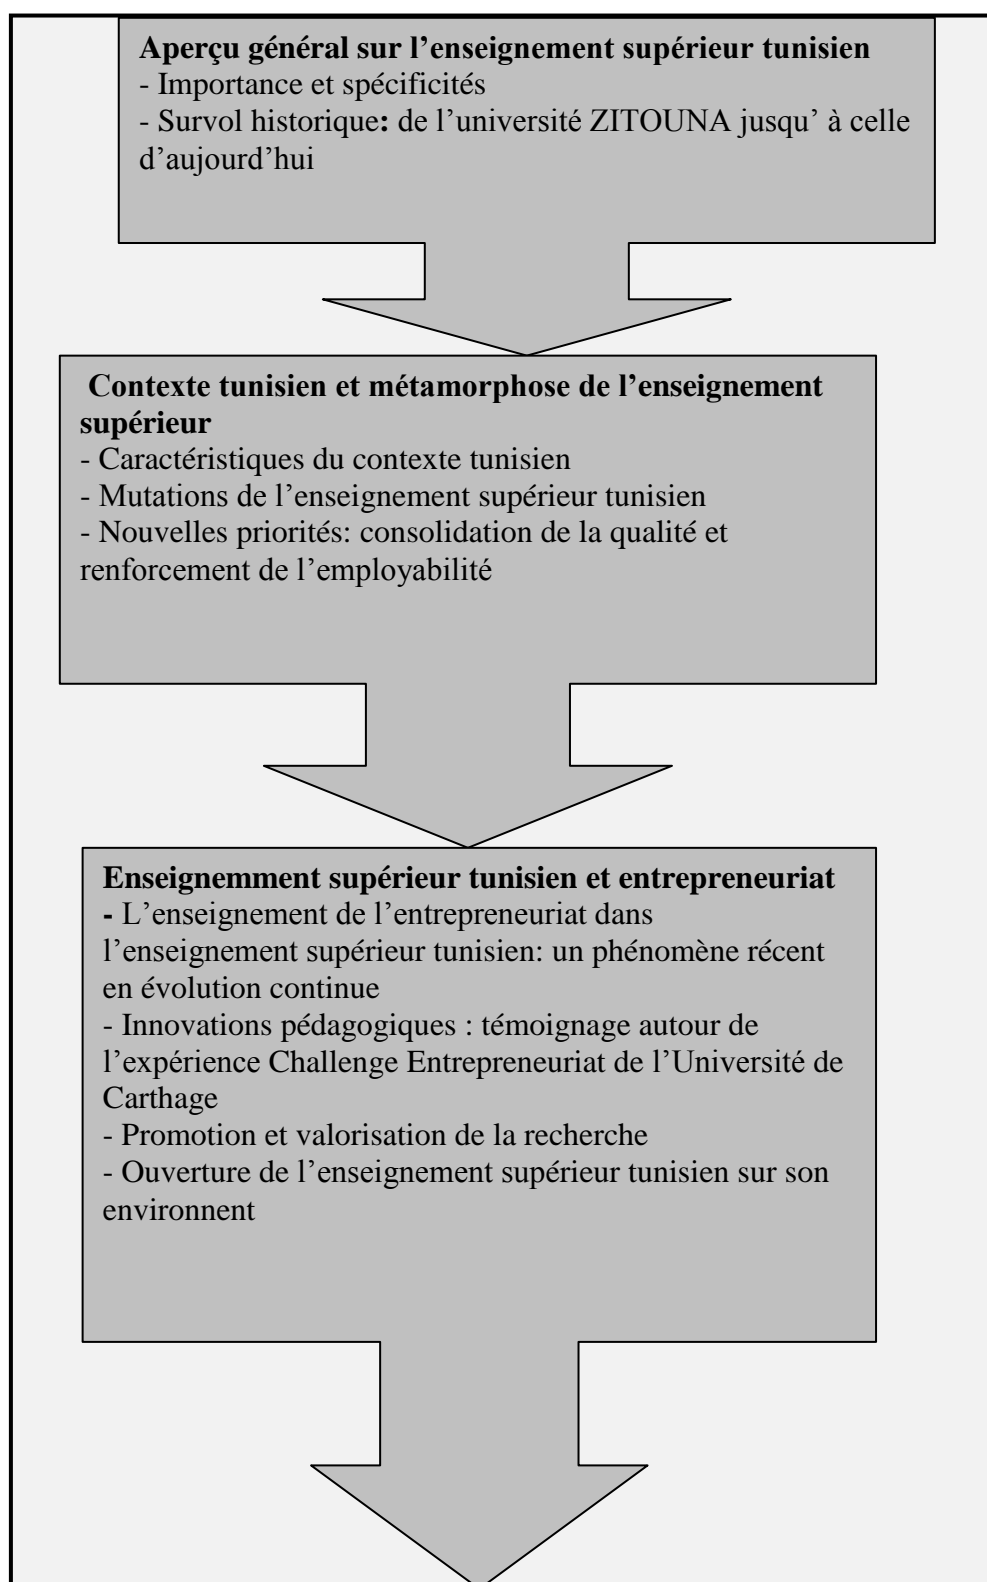 Aperçu général sur l’enseignement supérieur tunisien
- Importance et spécificités
- Survol historique: de l’université ZITOUNA jusqu’ à celle
d’aujourd’hui
Contexte tunisien et métamorphose de l’enseignement
supérieur
- Caractéristiques du contexte tunisien
- Mutations de l’enseignement supérieur tunisien
- Nouvelles priorités: consolidation de la qualité et
renforcement de l’employabilité
Enseignemment supérieur tunisien et entrepreneuriat
- L’enseignement de l’entrepreneuriat dans
l’enseignement supérieur tunisien: un phénomène récent
en évolution continue
- Innovations pédagogiques : témoignage autour de
l’expérience Challenge Entrepreneuriat de l’Université de
Carthage
- Promotion et valorisation de la recherche
- Ouverture de l’enseignement supérieur tunisien sur son
environnent